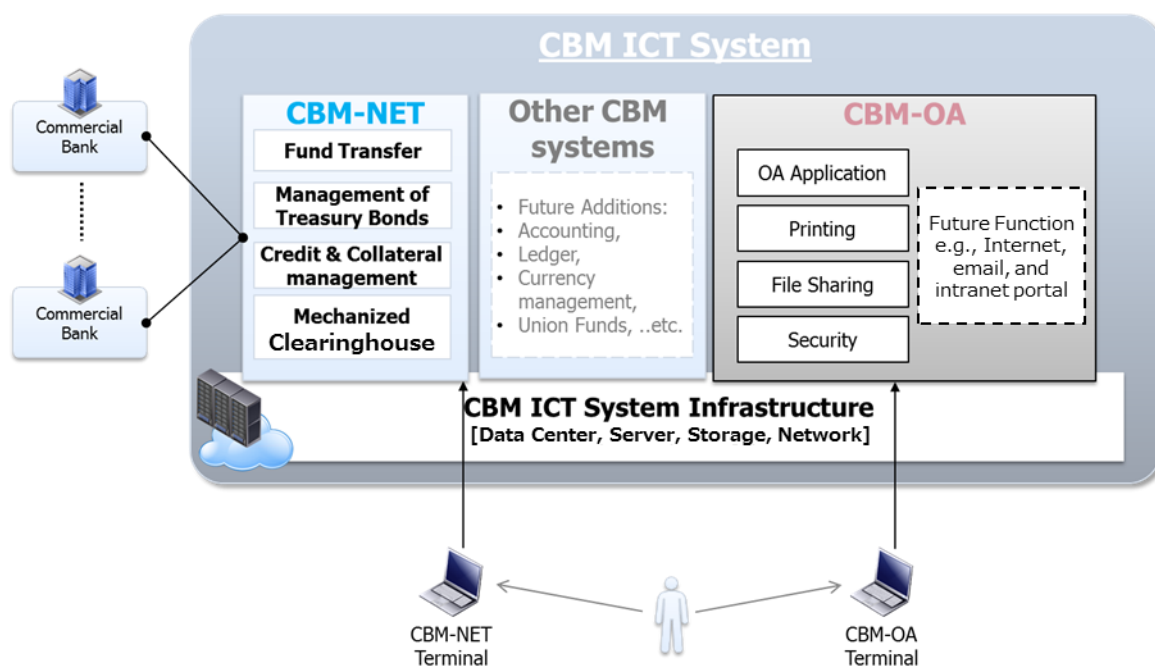 CBM ICT System
Commercial
Bank
Commercial
Bank
CBM-NET
Fund Transfer
Management of
Treasury Bonds
Credit & Collateral
management
Mechanized
Clearinghouse
Other CBM
systems
• Future Additions:
• Accounting,
• Ledger,
• Currency
management,
• Union Funds, ..etc.
CBM-OA
OA Application
Printing
File Sharing
Security
Future Function
e.g., Internet,
email, and
intranet portal
CBM ICT System Infrastructure
[Data Center, Server, Storage, Network]
CBM-NET
Terminal
CBM-OA
Terminal